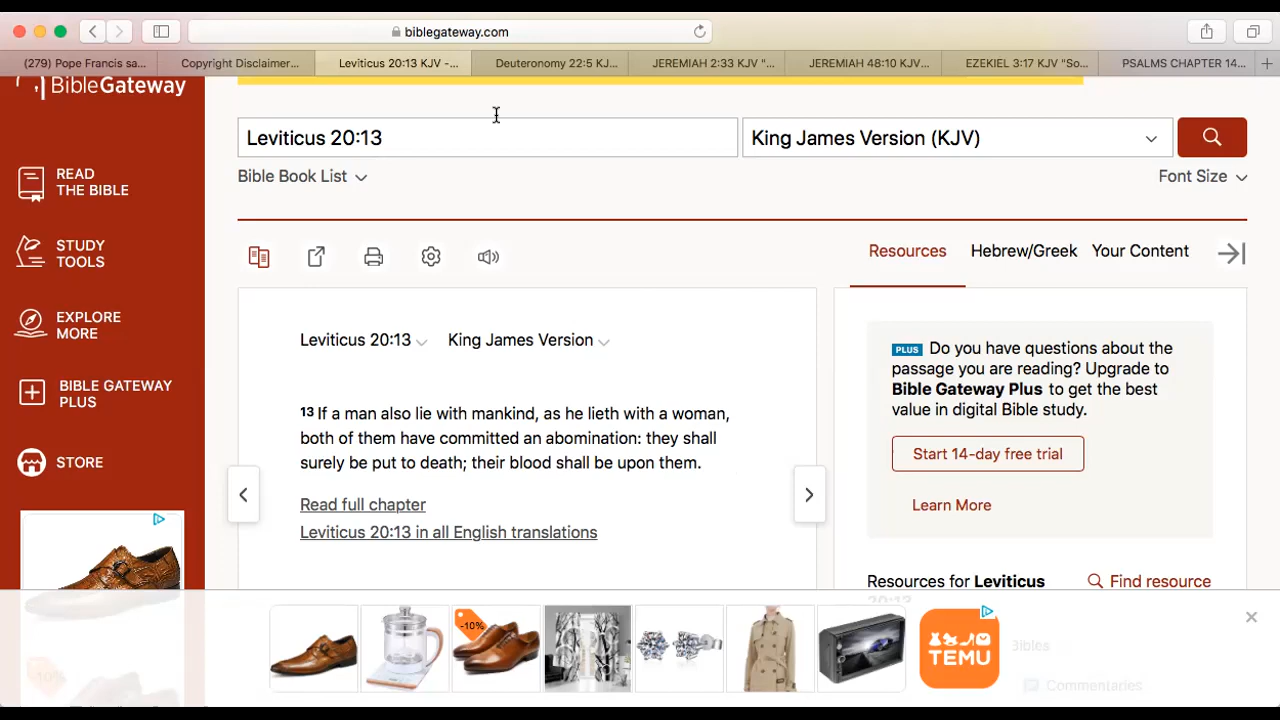 biblegateway.com
(279) Pope Francis sa...
Copyright Disclaimer...
Leviticus 20:13 KJV -...
Deuteronomy 22:5 KJ...
JEREMIAH 2:33 KJV "...
JEREMIAH 48:10 KJV...
EZEKIEL 3:17 KJV "So...
PSALMS CHAPTER 14...
BibleGateway
READ
THE BIBLE
STUDY
TOOLS
EXPLORE
MORE
BIBLE GATEWAY
PLUS
STORE
Leviticus 20:13
King James Version (KJV)
Bible Book List
Font Size
Resources
Hebrew/Greek
Your Content
Leviticus 20:13
King James Version
13 If a man also lie with mankind, as he lieth with a woman,
both of them have committed an abomination: they shall
surely be put to death; their blood shall be upon them.
Read full chapter
Leviticus 20:13 in all English translations
PLUS Do you have questions about the
passage you are reading? Upgrade to
Bible Gateway Plus to get the best
value in digital Bible study.
Start 14-day free trial
Learn More
Resources for Leviticus
20:13
Find resource
Bibles
Commentaries
-10%
-10%
TEMU